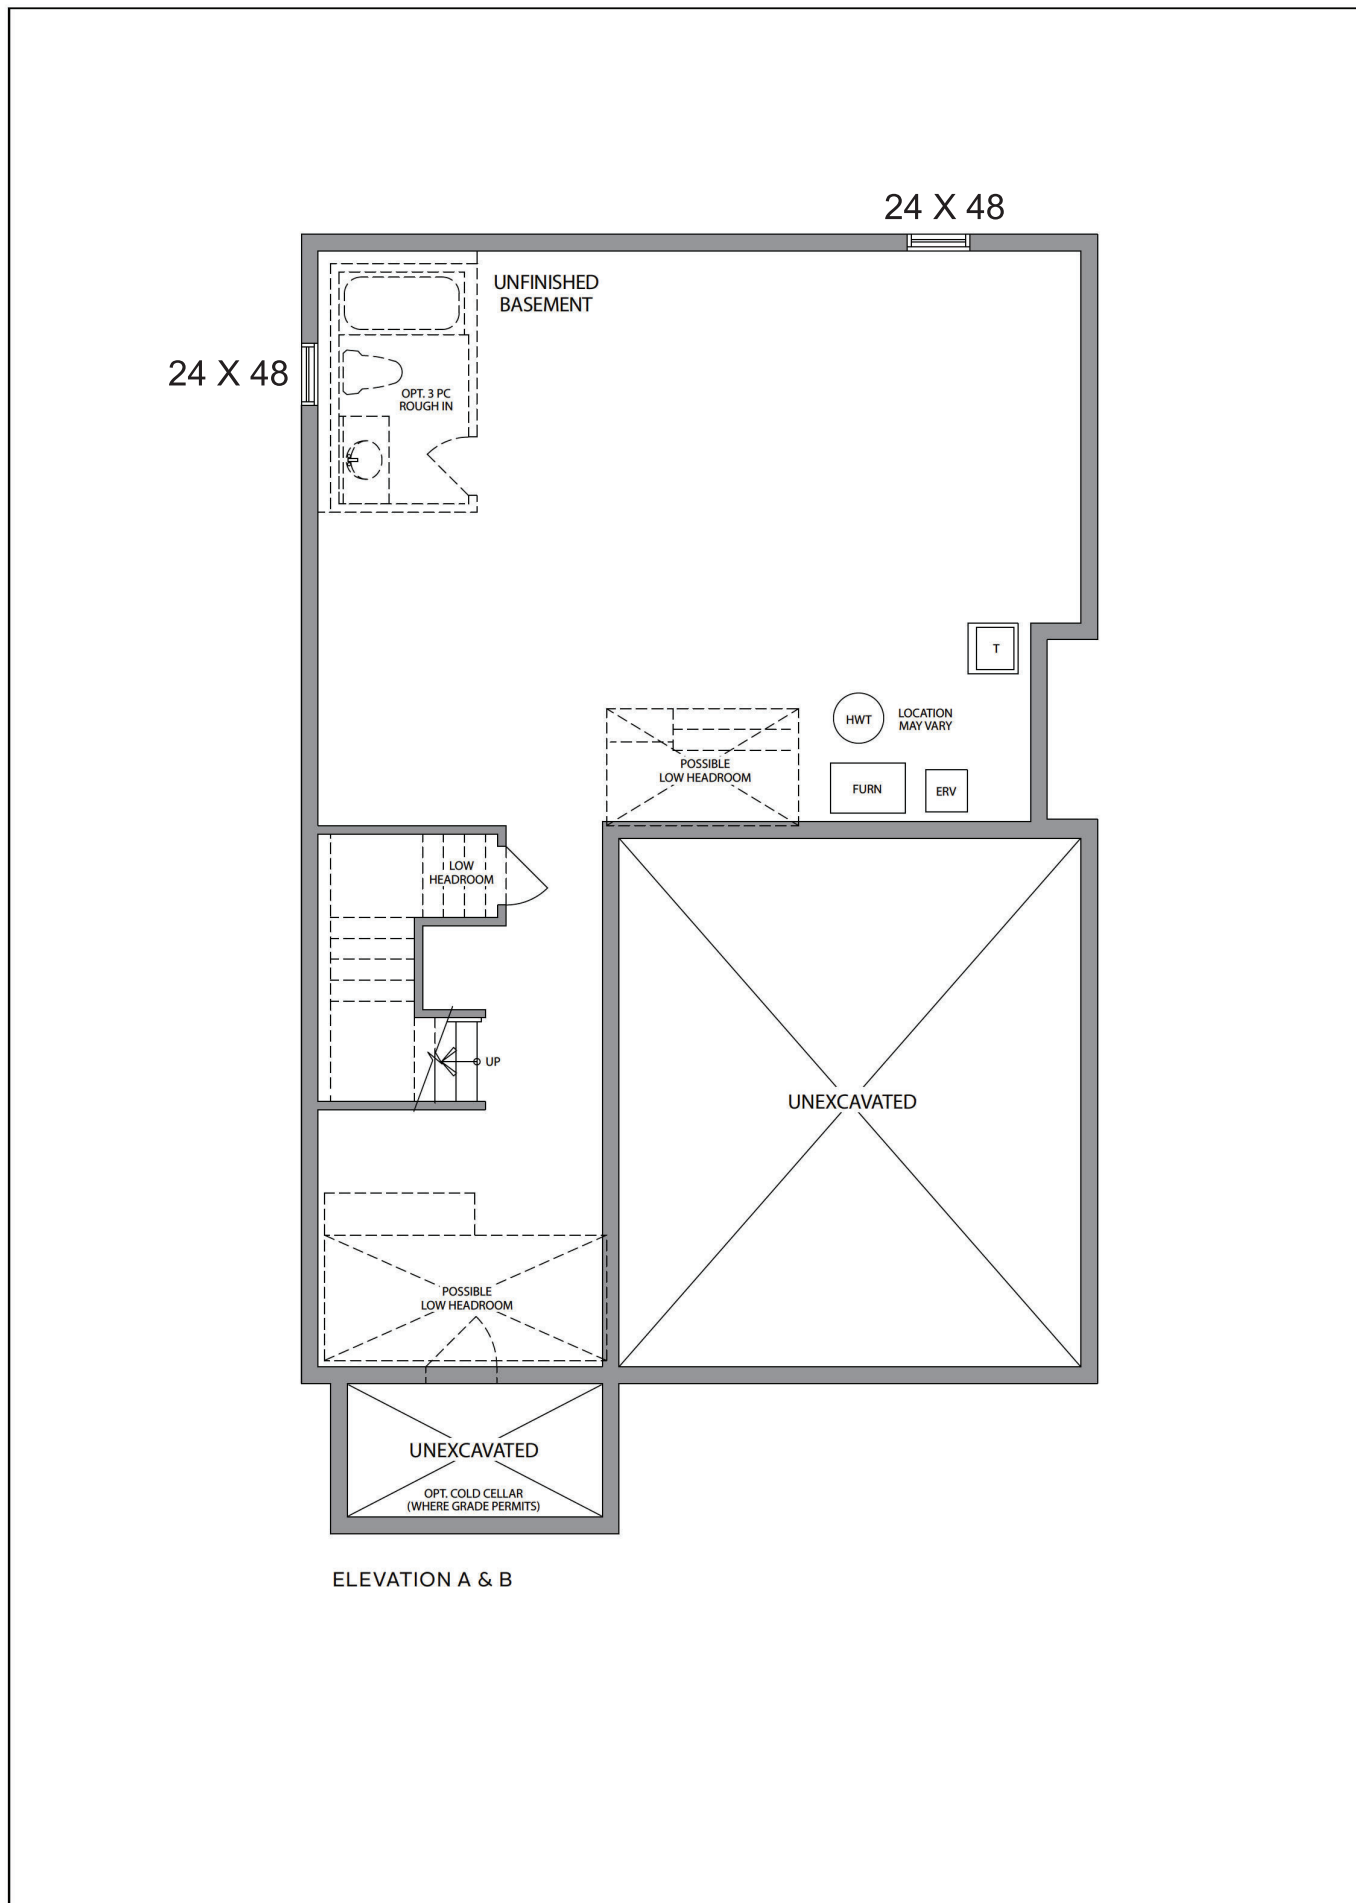 24 X 48
UNFINISHED
BASEMENT
24 X 48
OPT. 3 PC
ROUGH IN
T
HWT
LOCATION
MAY VARY
POSSIBLE
LOW HEADROOM
FURN
ERV
LOW
HEADROOM
UP
UNEXCAVATED
POSSIBLE
LOW HEADROOM
UNEXCAVATED
OPT. COLD CELLAR
(WHERE GRADE PERMITS)
ELEVATION A & B